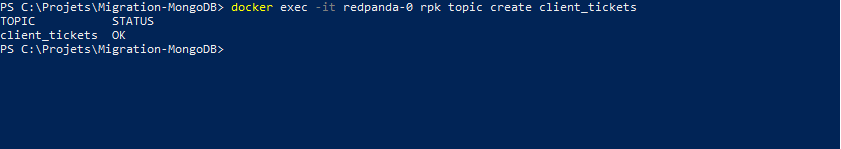 PS C:\Projets\Migration-MongoDB> docker exec -it redpanda-0 rpk topic create client_tickets
TOPIC           STATUS
client_tickets  OK
PS C:\Projets\Migration-MongoDB>